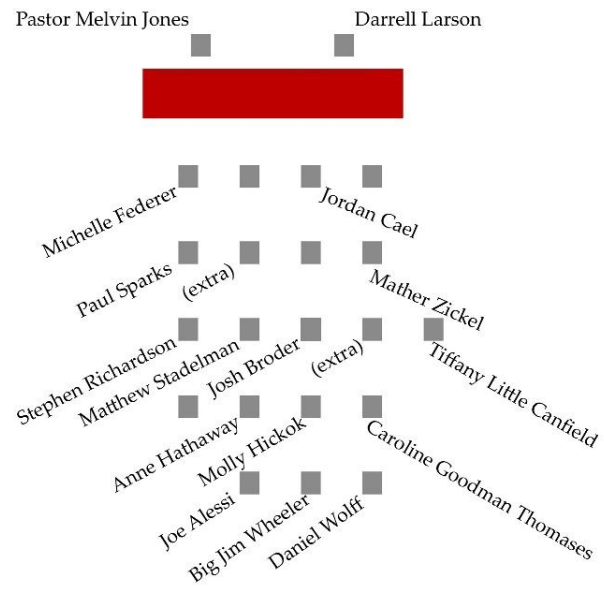 Pastor Melvin Jones
Darrell Larson
Michelle Federer
Jordan Cael
Paul Sparks
(extra)
Mather Zickel
Stephen Richardson
Matthew Stadelman
Josh Broder
(extra)
Tiffany Little Canfield
Anne Hathaway
Molly Hickok
Caroline Goodman Thomases
Joe Alessi
Big Jim Wheeler
Daniel Wolff